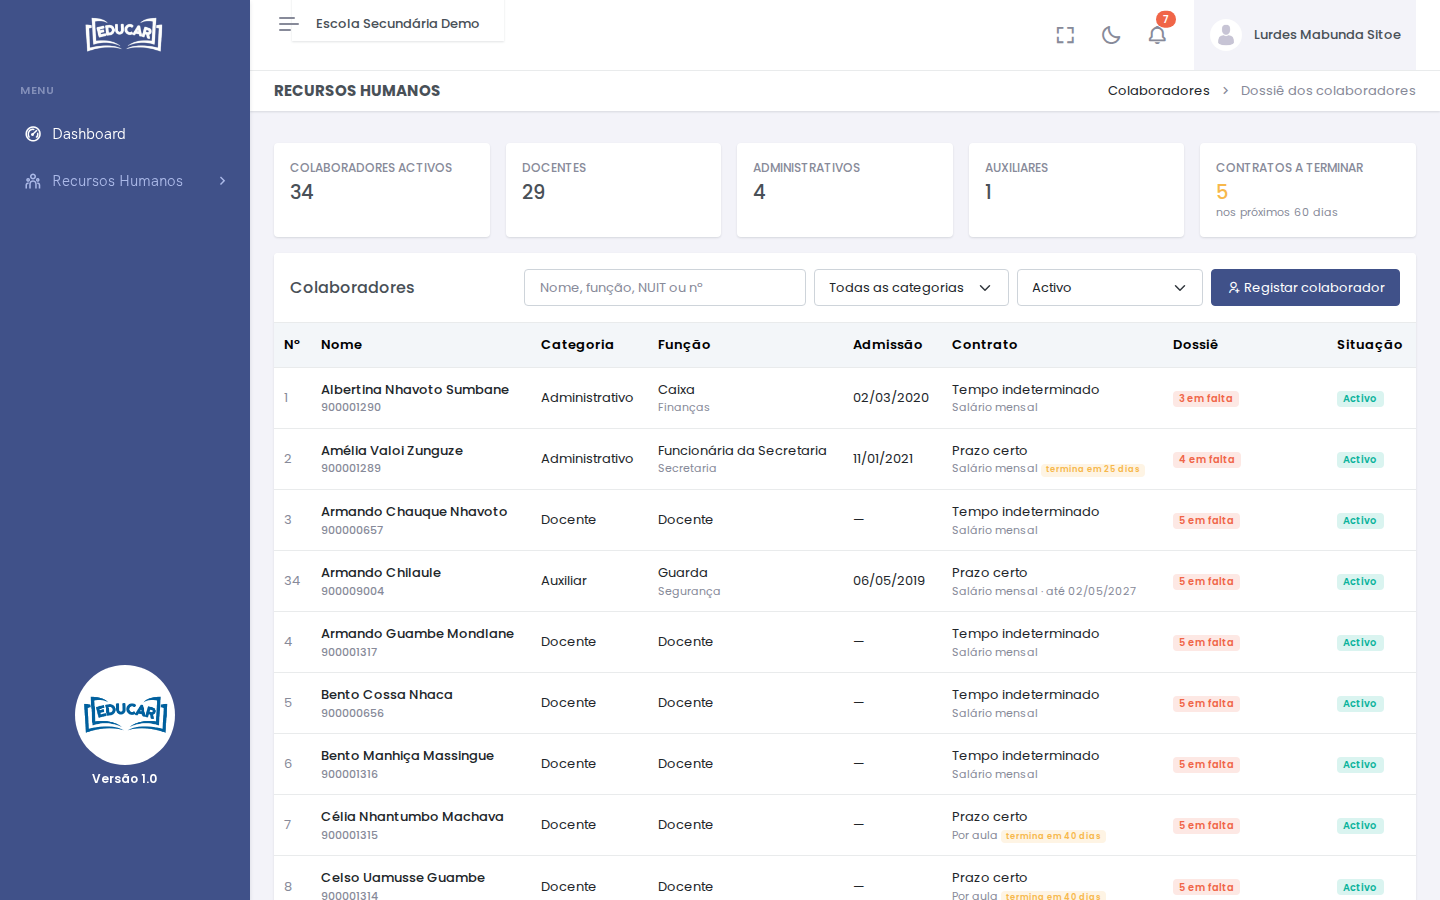 EDUCAR
Escola Secundária Demo
7
Lurdes Mabunda Sitoe
MENU
Dashboard
Recursos Humanos
EDUCAR
Versão 1.0
RECURSOS HUMANOS
Colaboradores > Dossiê dos colaboradores
COLABORADORES ACTIVOS
34
DOCENTES
29
ADMINISTRATIVOS
4
AUXILIARES
1
CONTRATOS A TERMINAR
5
nos próximos 60 dias
Colaboradores
Nome, função, NUIT ou nº
Todas as categorias
Activo
Registar colaborador
Nº Nome Categoria Função Admissão Contrato Dossiê Situação
1 Albertina Nhavoto Sumbane Administrativo Caixa 02/03/2020 Tempo indeterminado 3 em falta Activo
900001290 Finanças Salário mensal
2 Amélia Valoi Zunguze Administrativo Funcionária da Secretaria 11/01/2021 Prazo certo 4 em falta Activo
900001289 Secretaria Salário mensal termina em 25 dias
3 Armando Chauque Nhavoto Docente Docente — Tempo indeterminado 5 em falta Activo
900000657 Salário mensal
34 Armando Chilaule Auxiliar Guarda 06/05/2019 Prazo certo 5 em falta Activo
900009004 Segurança Salário mensal · até 02/05/2027
4 Armando Guambe Mondlane Docente Docente — Tempo indeterminado 5 em falta Activo
900001317 Salário mensal
5 Bento Cossa Nhaca Docente Docente — Tempo indeterminado 5 em falta Activo
900000656 Salário mensal
6 Bento Manhiça Massingue Docente Docente — Tempo indeterminado 5 em falta Activo
900001316 Salário mensal
7 Célia Nhantumbo Machava Docente Docente — Prazo certo 5 em falta Activo
900001315 Por aula termina em 40 dias
8 Celso Uamusse Guambe Docente Docente — Prazo certo 5 em falta Activo
900001314 Por aula termina em 40 dias